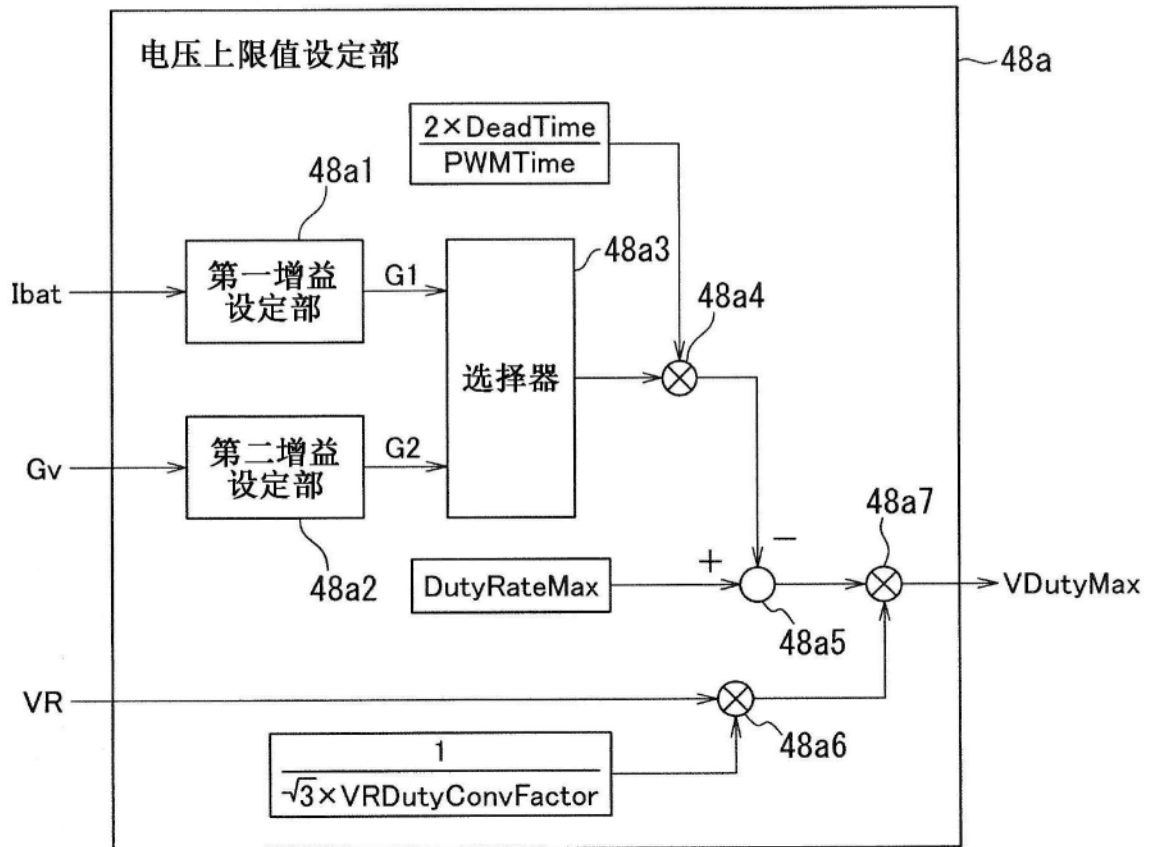 电压上限值设定部
48a
2×DeadTime
PWMTime
48a1
48a3
Ibat
第一增益
设定部
G1
48a4
选择器
Gv
第二增益
设定部
G2
48a2
48a7
DutyRateMax
+
−
VDutyMax
48a5
VR
48a6
1
√3×VRDutyConvFactor